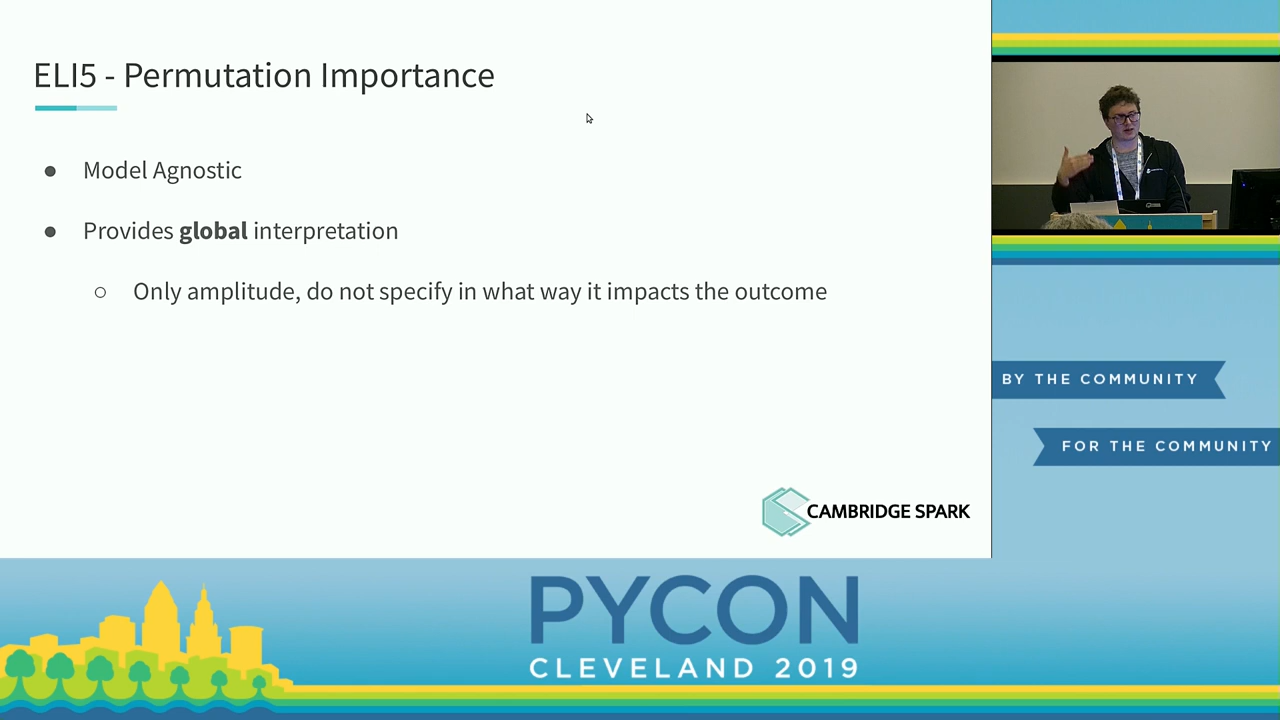 ELI5 - Permutation Importance
● Model Agnostic
● Provides global interpretation
○ Only amplitude, do not specify in what way it impacts the outcome
CAMBRIDGE SPARK
BY THE COMMUNITY
FOR THE COMMUNITY
PYCON
CLEVELAND 2019